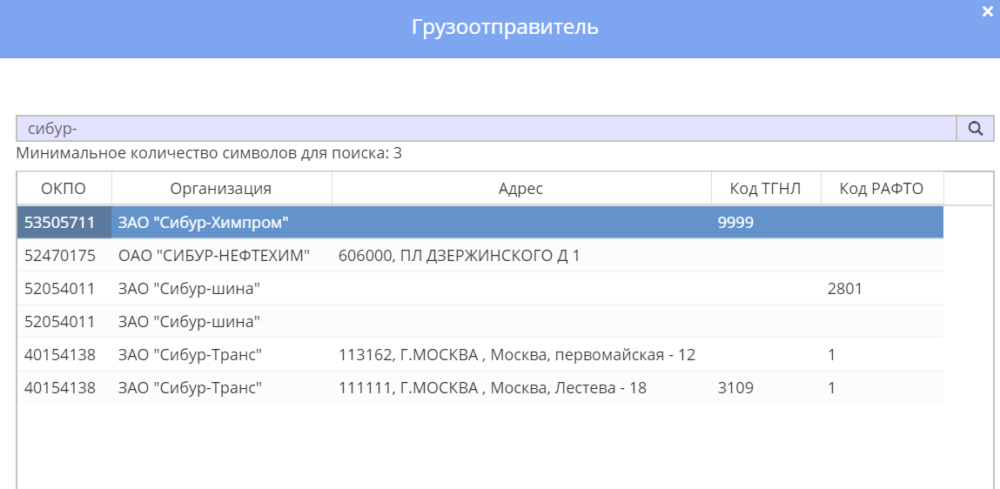 Грузоотправитель
сибур-
Минимальное количество символов для поиска: 3
ОКПО Организация Адрес Код ТГНЛ Код РАФТО
53505711 ЗАО "Сибур-Химпром" 9999
52470175 ОАО "СИБУР-НЕФТЕХИМ" 606000, ПЛ ДЗЕРЖИНСКОГО Д 1
52054011 ЗАО "Сибур-шина" 2801
52054011 ЗАО "Сибур-шина"
40154138 ЗАО "Сибур-Транс" 113162, Г.МОСКВА , Москва, первомайская - 12 1
40154138 ЗАО "Сибур-Транс" 111111, Г.МОСКВА , Москва, Лестева - 18 3109 1